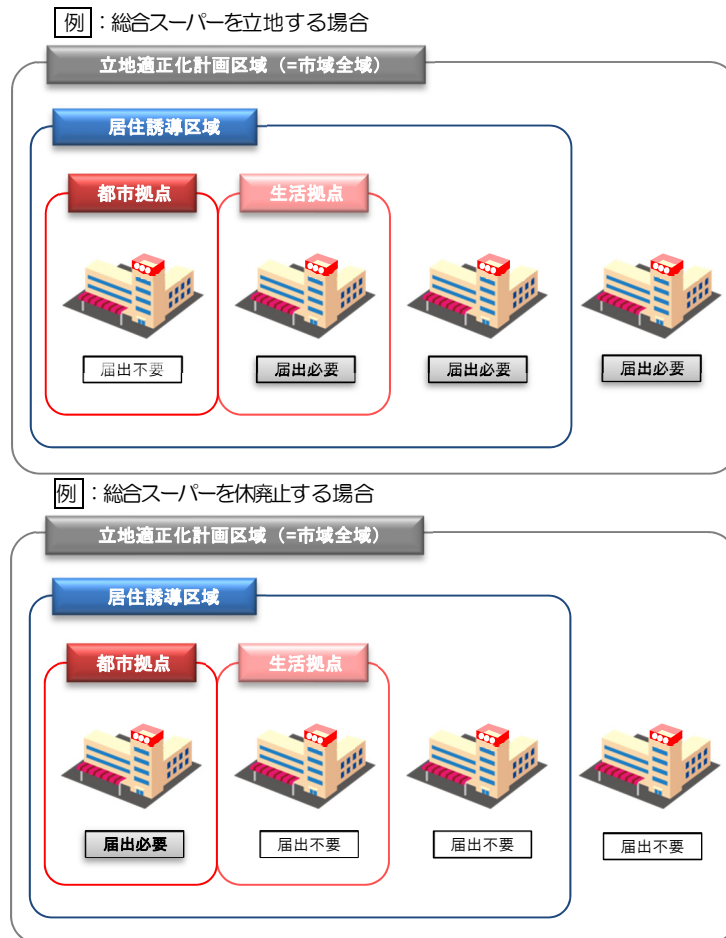 例：総合スーパーを立地する場合
立地適正化計画区域（=市域全域）
居住誘導区域
都市拠点 生活拠点
届出不要 届出必要 届出必要 届出必要
例：総合スーパーを休廃止する場合
立地適正化計画区域（=市域全域）
居住誘導区域
都市拠点 生活拠点
届出必要 届出不要 届出不要 届出不要